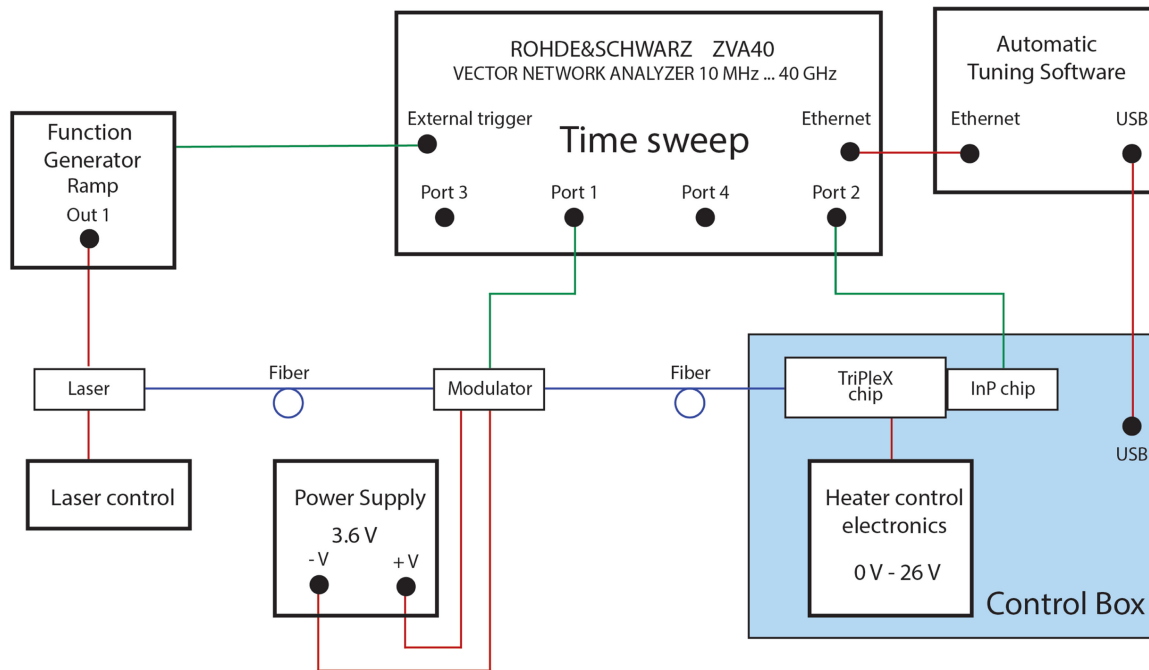 ROHDE&SCHWARZ ZVA40
VECTOR NETWORK ANALYZER 10 MHz ... 40 GHz
External trigger
Ethernet
Time sweep
Port 3
Port 1
Port 4
Port 2
Automatic
Tuning Software
Ethernet
USB
Function
Generator
Ramp
Out 1
Laser
Fiber
Modulator
Fiber
TriPleX
chip
InP chip
USB
Laser control
Power Supply
3.6 V
- V
+ V
Heater control
electronics
0 V - 26 V
Control Box